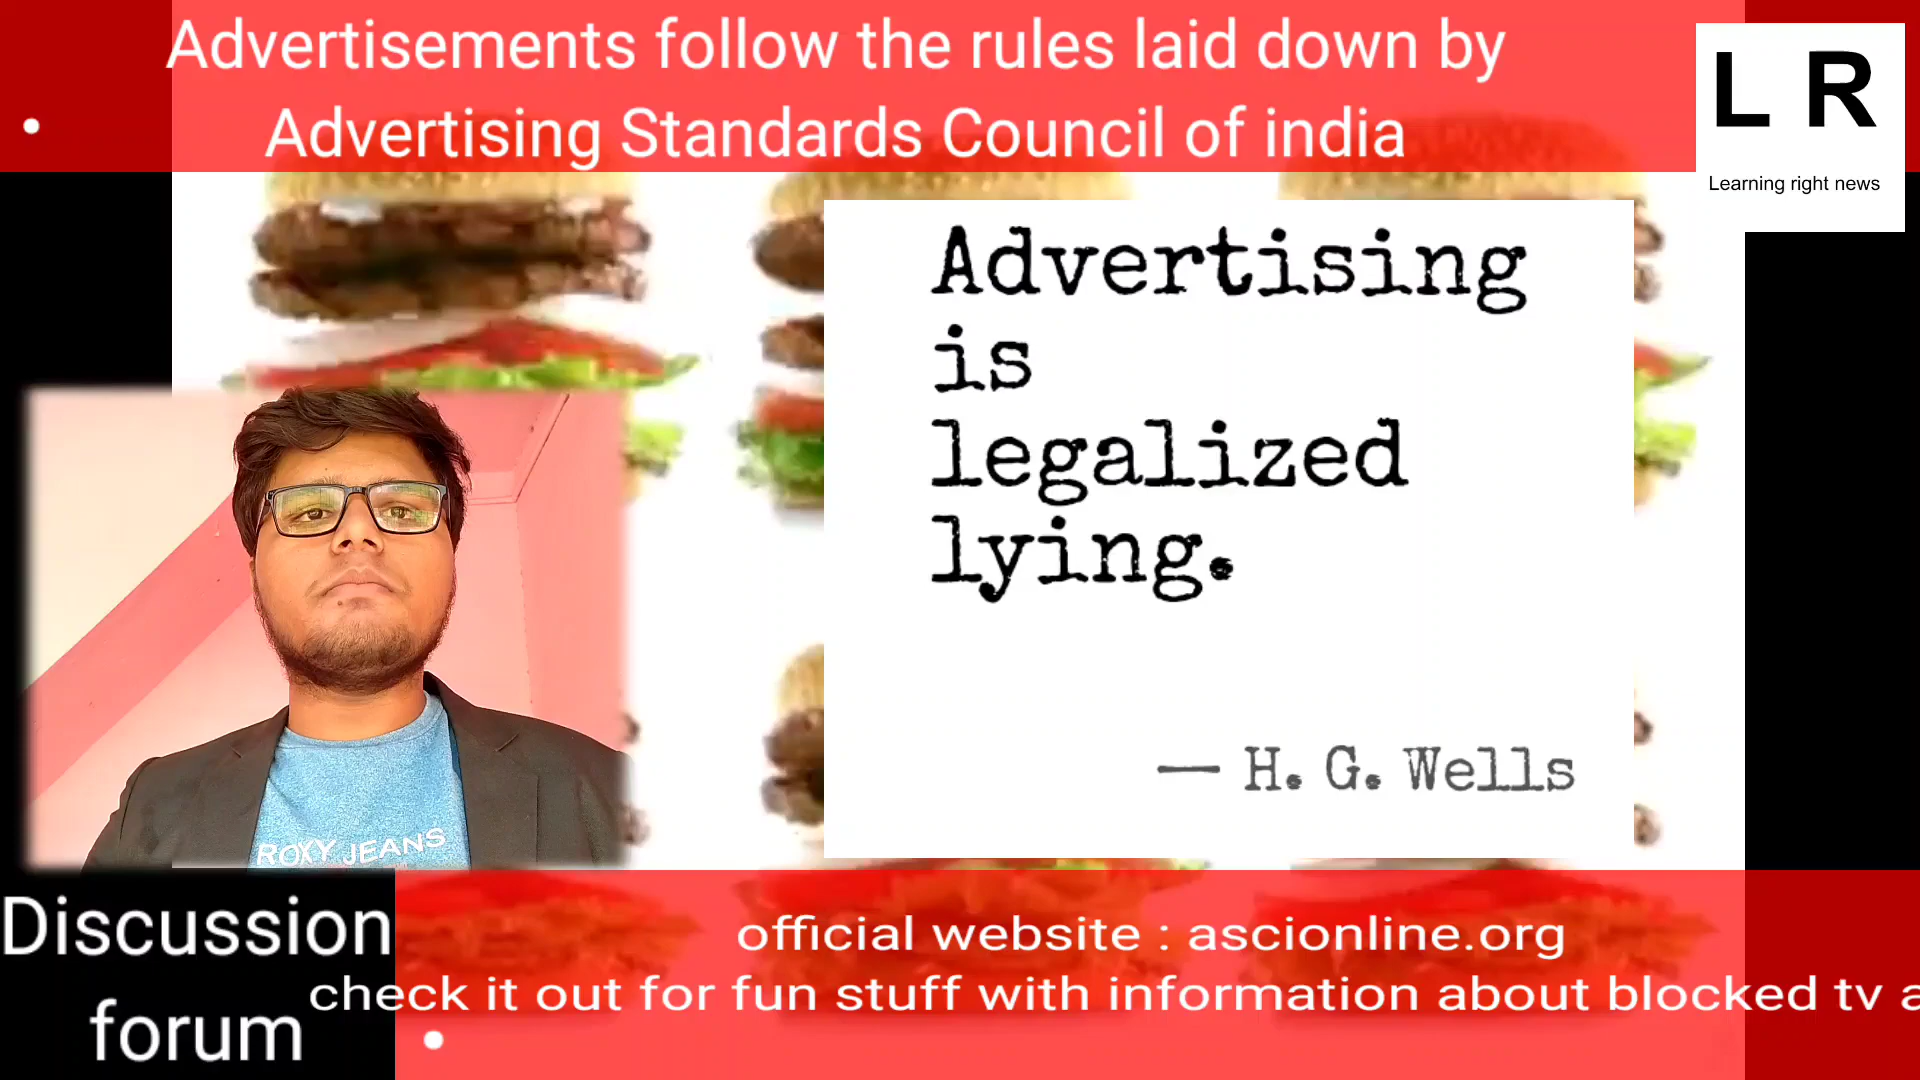 Advertisements follow the rules laid down by
Advertising Standards Council of india
L R
Learning right news
Advertising
is
legalized
lying.
— H. G. Wells
ROXY JEANS
Discussion
forum
official website : ascionline.org
check it out for fun stuff with information about blocked tv a